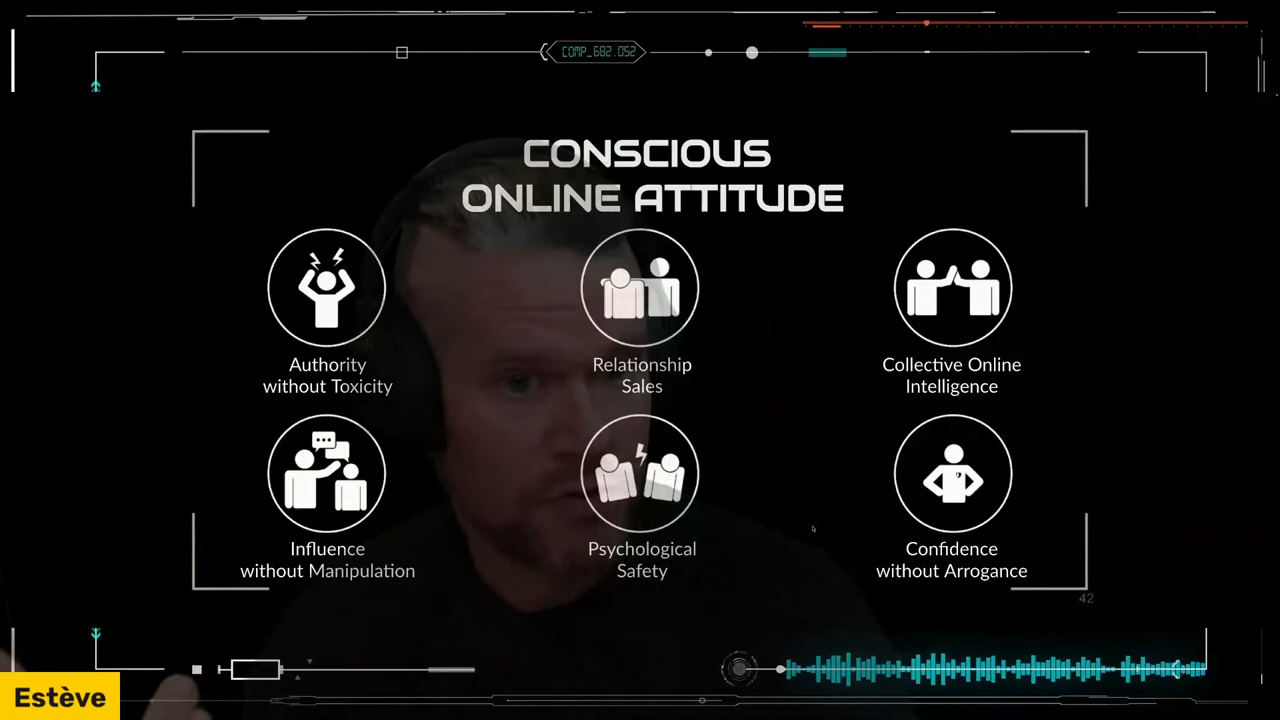 COMP_682.052
CONSCIOUS
ONLINE ATTITUDE
Authority
without Toxicity
Relationship
Sales
Collective Online
Intelligence
Influence
without Manipulation
Psychological
Safety
Confidence
without Arrogance
42
Estève